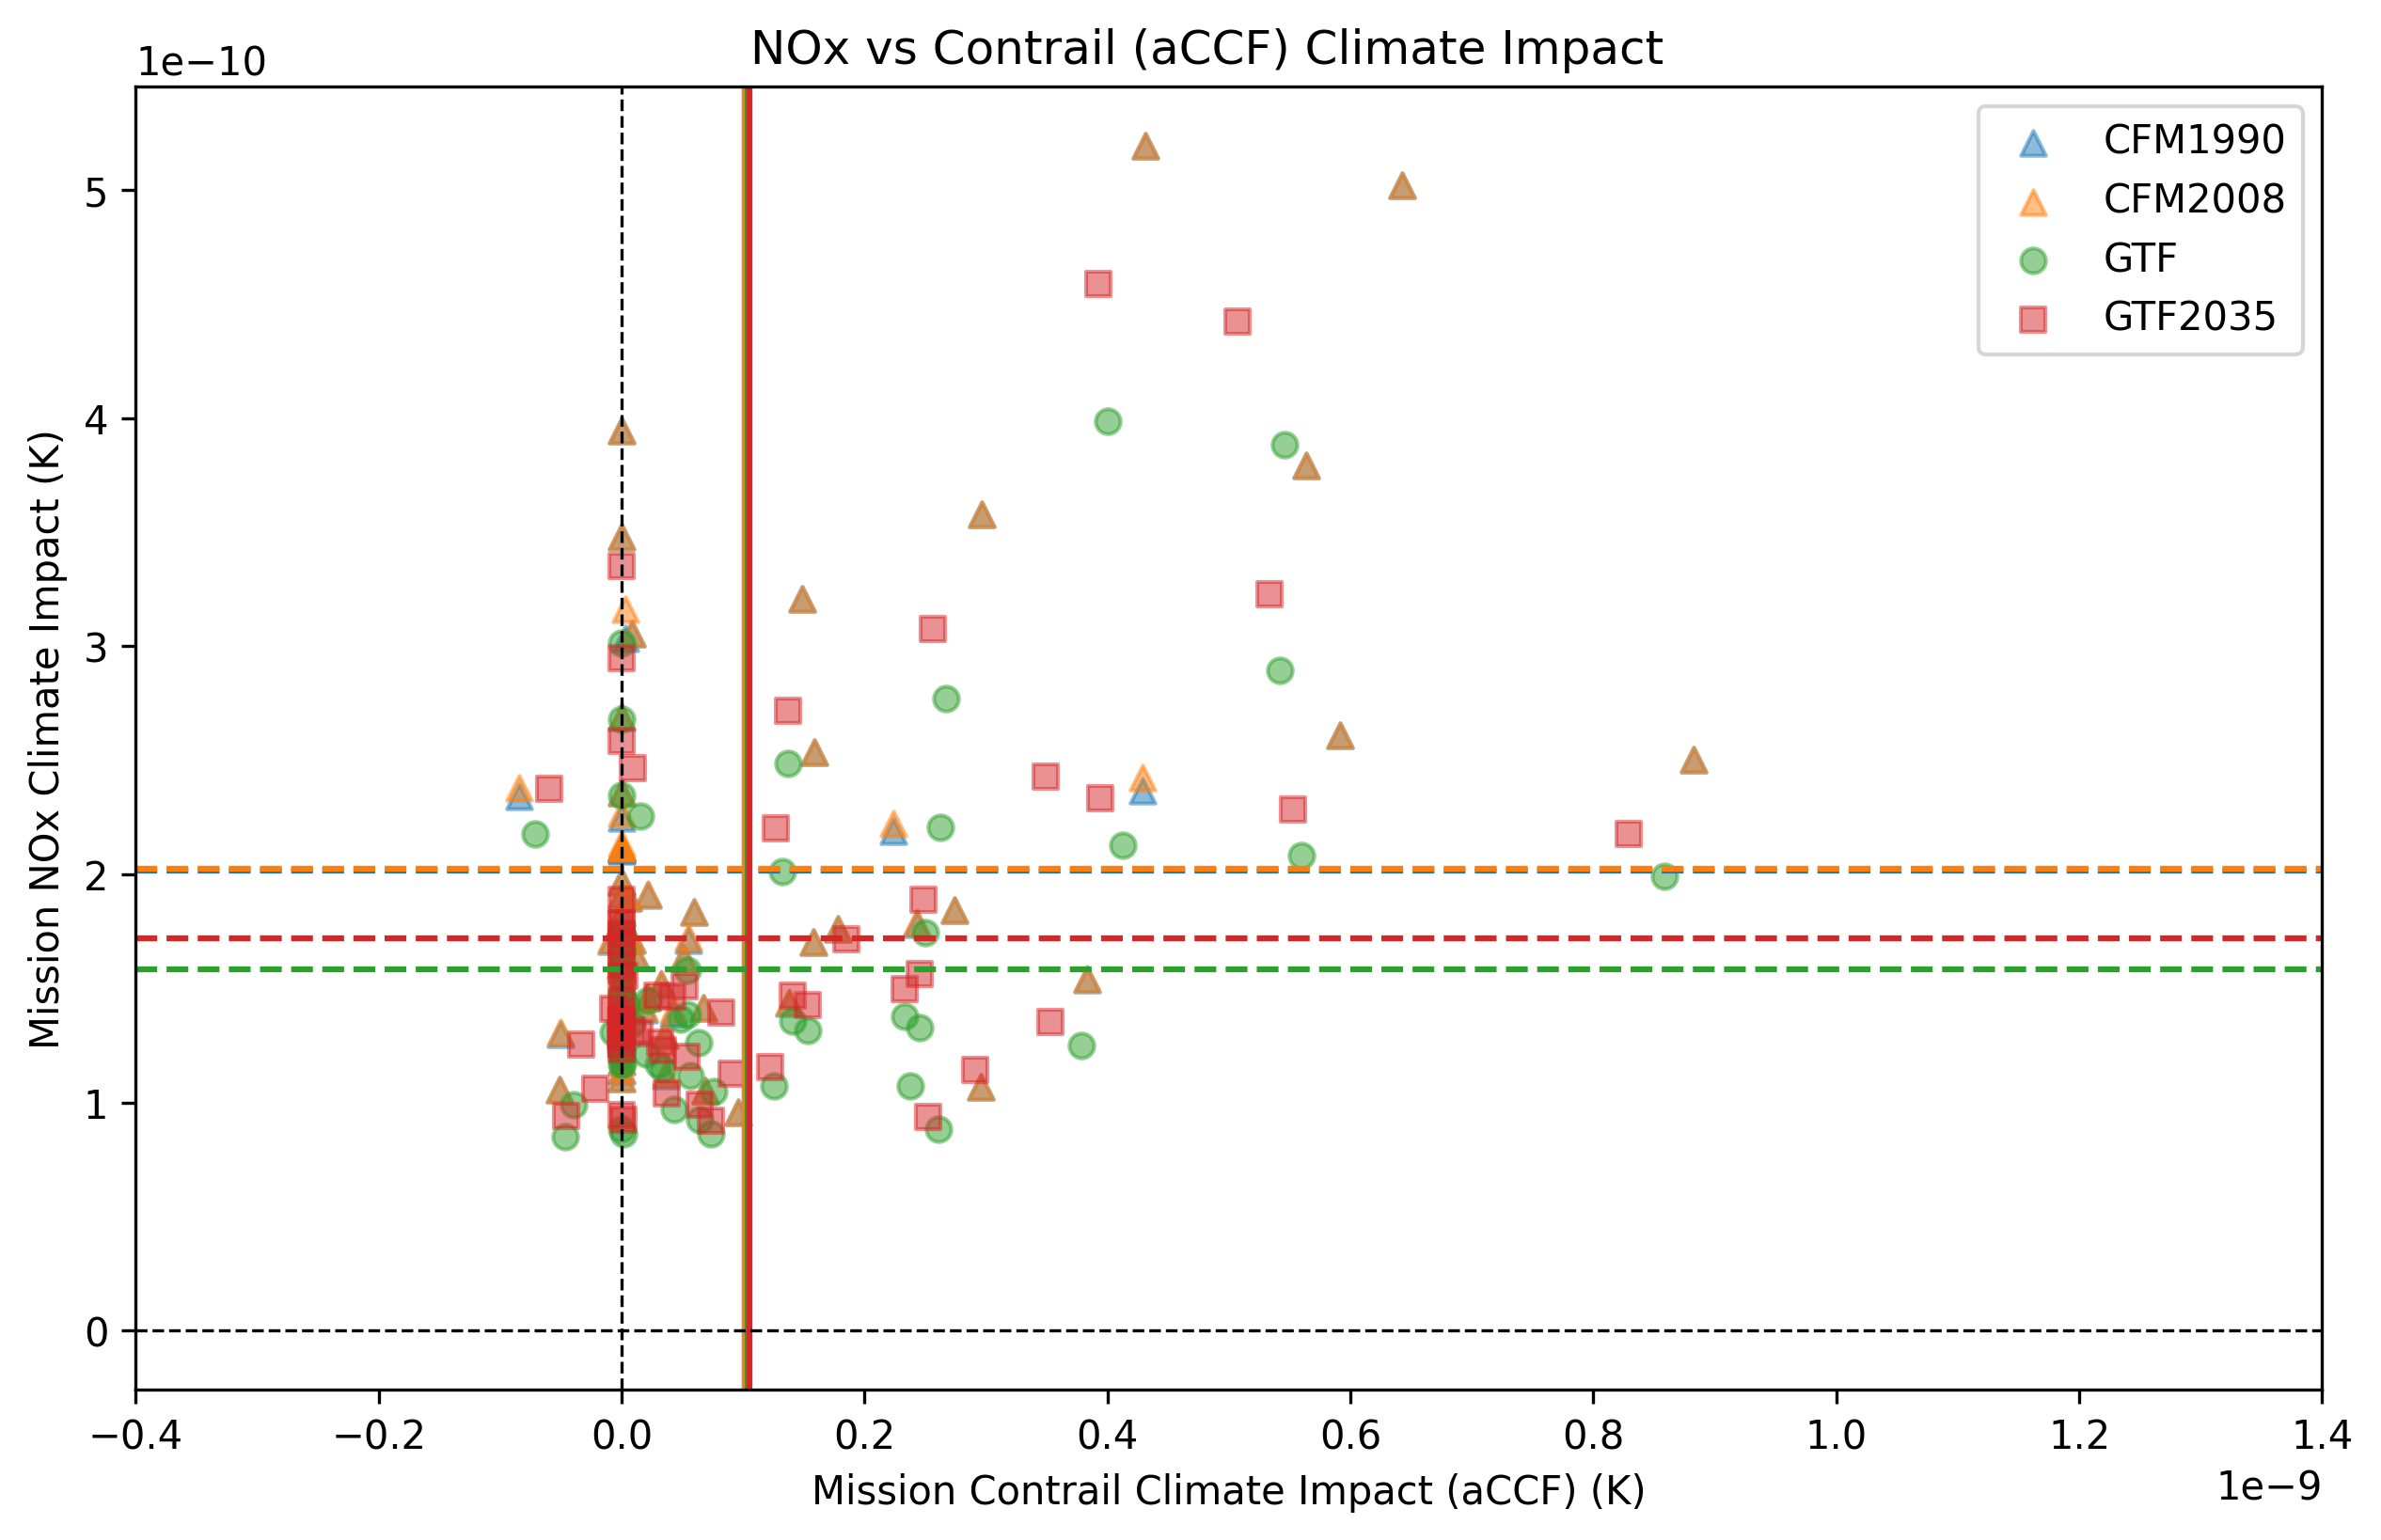 NOx vs Contrail (aCCF) Climate Impact
1e−10
CFM1990
CFM2008
GTF
GTF2035
Mission NOx Climate Impact (K)
5
4
3
2
1
0
−0.4 −0.2 0.0 0.2 0.4 0.6 0.8 1.0 1.2 1.4
1e−9
Mission Contrail Climate Impact (aCCF) (K)